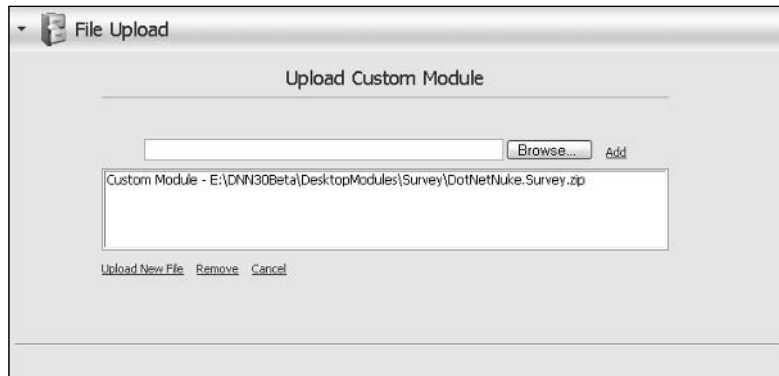 File Upload
Upload Custom Module
Browse... Add
Custom Module - E:\DNN30Beta\DesktopModules\Survey\DotNetNuke.Survey.zip
Upload New File Remove Cancel